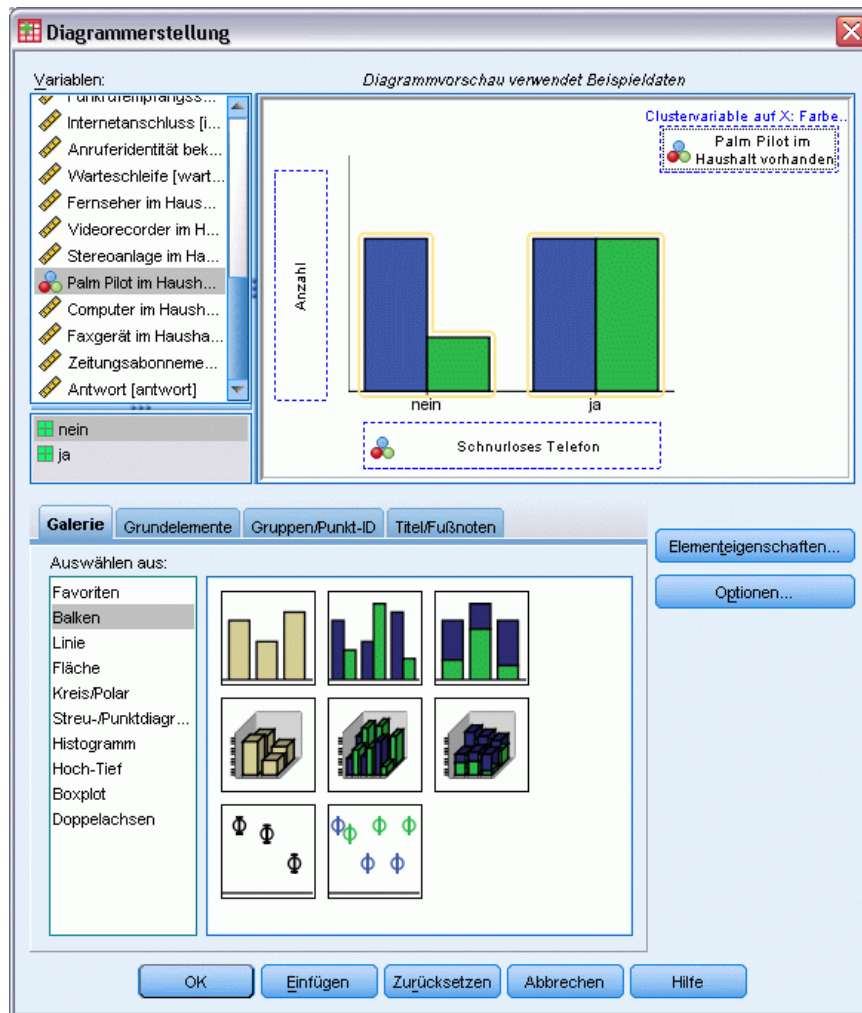 Diagrammerstellung
Variablen:
Diagrammvorschau verwendet Beispieldaten
Internetanschluss [i...
Anruferidentität bek...
Warteschleife [wart...
Fernseher im Haus...
Videorecorder im H...
Stereoanlage im Ha...
Palm Pilot im Haush...
Computer im Haush...
Faxgerät im Hausha...
Zeitungsabonneme...
Antwort [antwort]
nein
ja
Clustervariable auf X: Farbe..
Palm Pilot im
Haushalt vorhanden
Anzahl
nein
ja
Schnurloses Telefon
Galerie
Grundelemente
Gruppen/Punkt-ID
Titel/Fußnoten
Auswählen aus:
Favoriten
Balken
Linie
Fläche
Kreis/Polar
Streu-/Punktdiagr...
Histogramm
Hoch-Tief
Boxplot
Doppelachsen
Elementeigenschaften...
Optionen...
OK
Einfügen
Zurücksetzen
Abbrechen
Hilfe